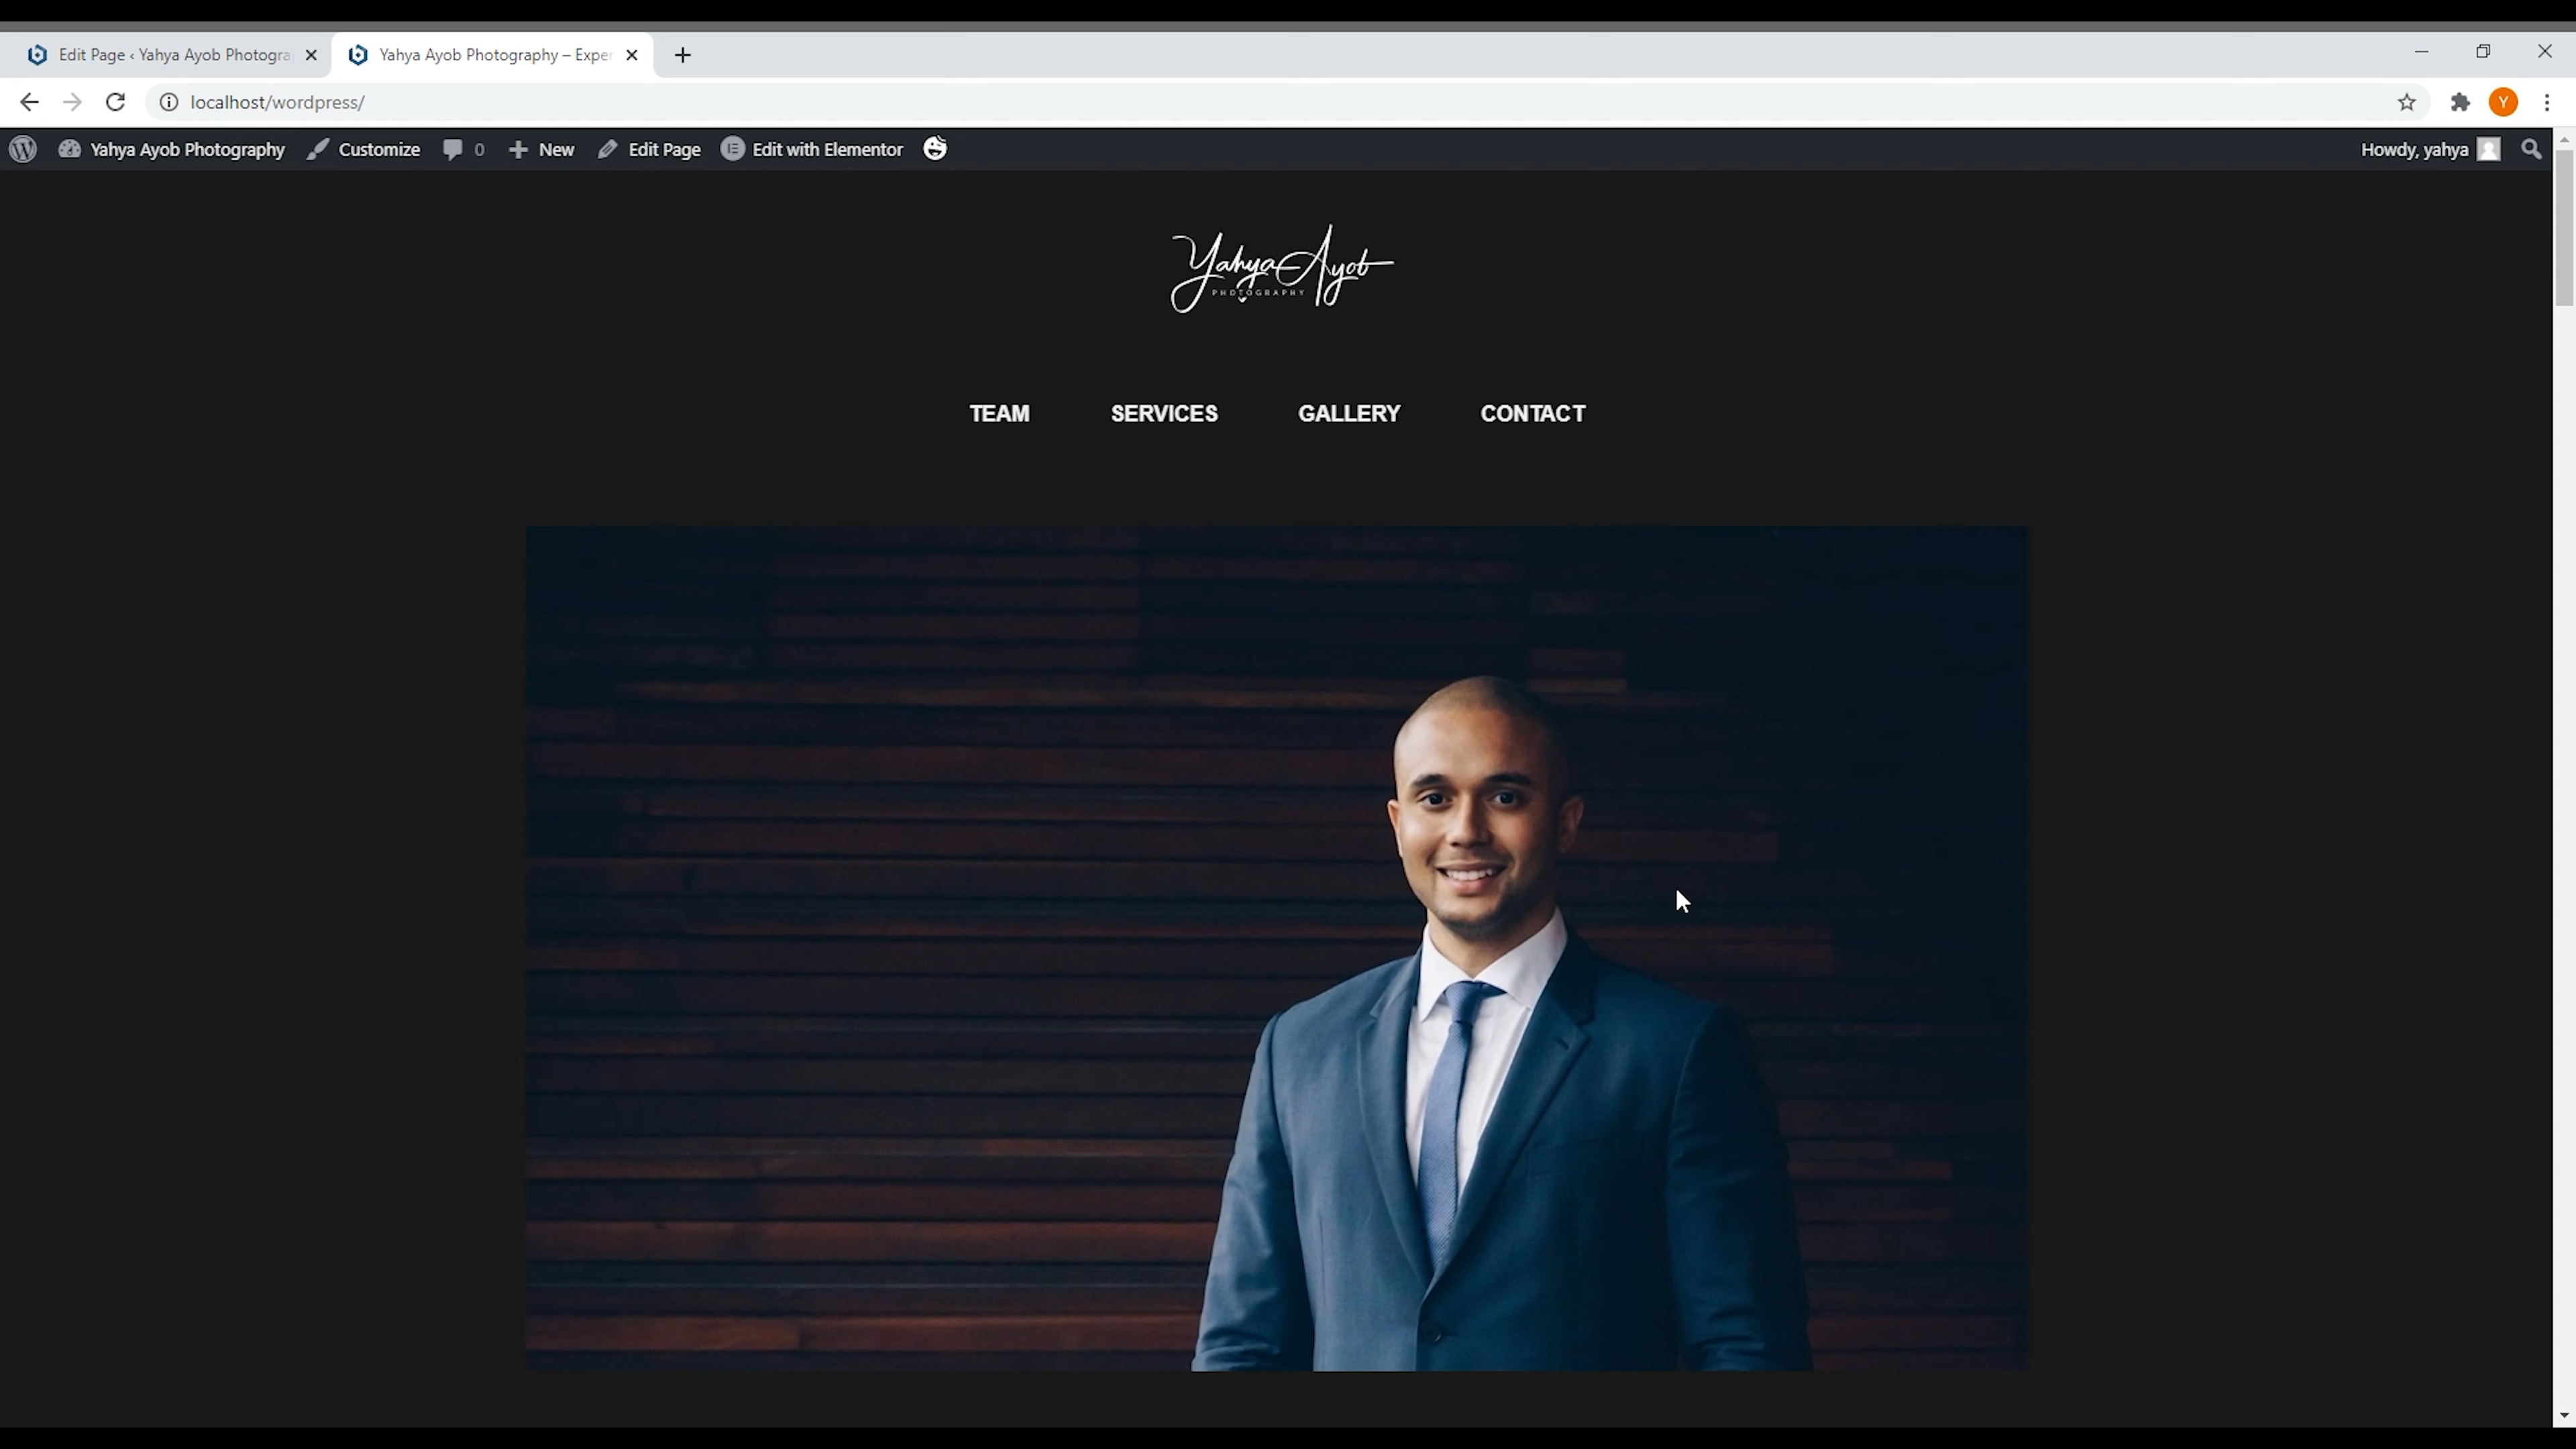 Edit Page ‹ Yahya Ayob Photogra
Yahya Ayob Photography – Exper
localhost/wordpress/
Y
Yahya Ayob Photography
Customize
0
New
Edit Page
Edit with Elementor
Howdy, yahya
Yahya Ayob
PHOTOGRAPHY
TEAM SERVICES GALLERY CONTACT